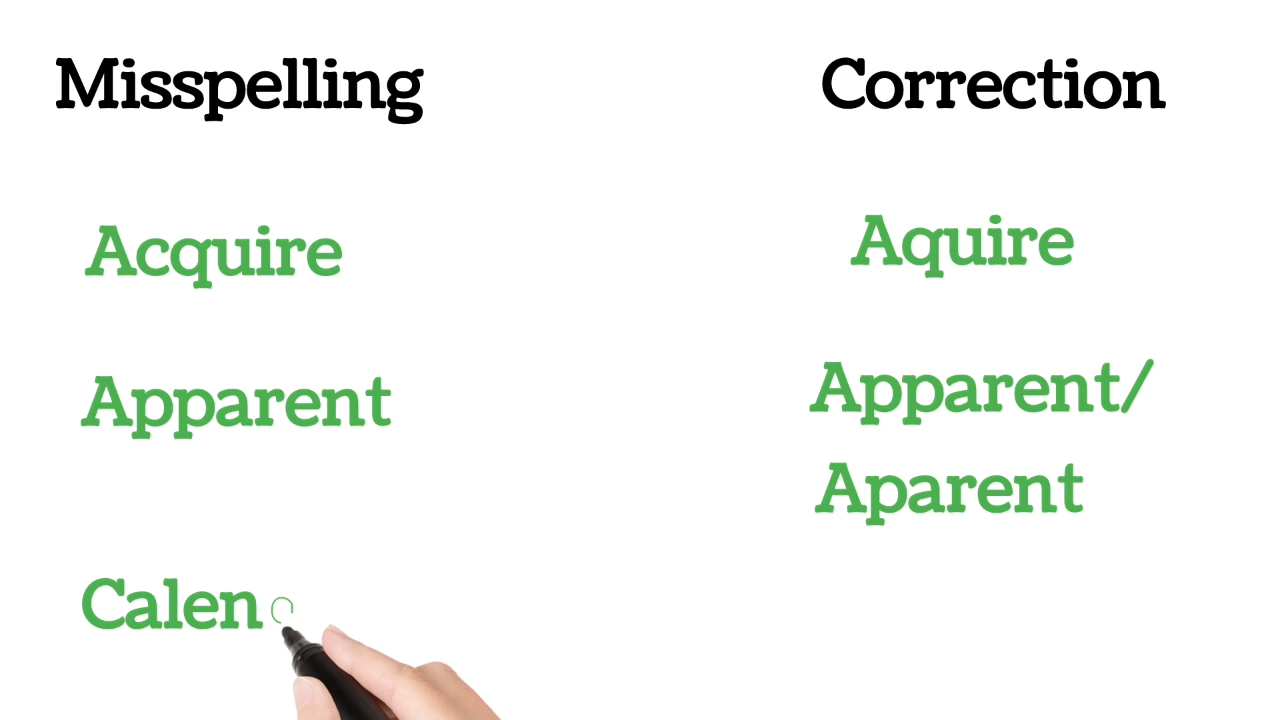 Misspelling Correction
Acquire Aquire
Apparent Apparent/
Aparent
Calen